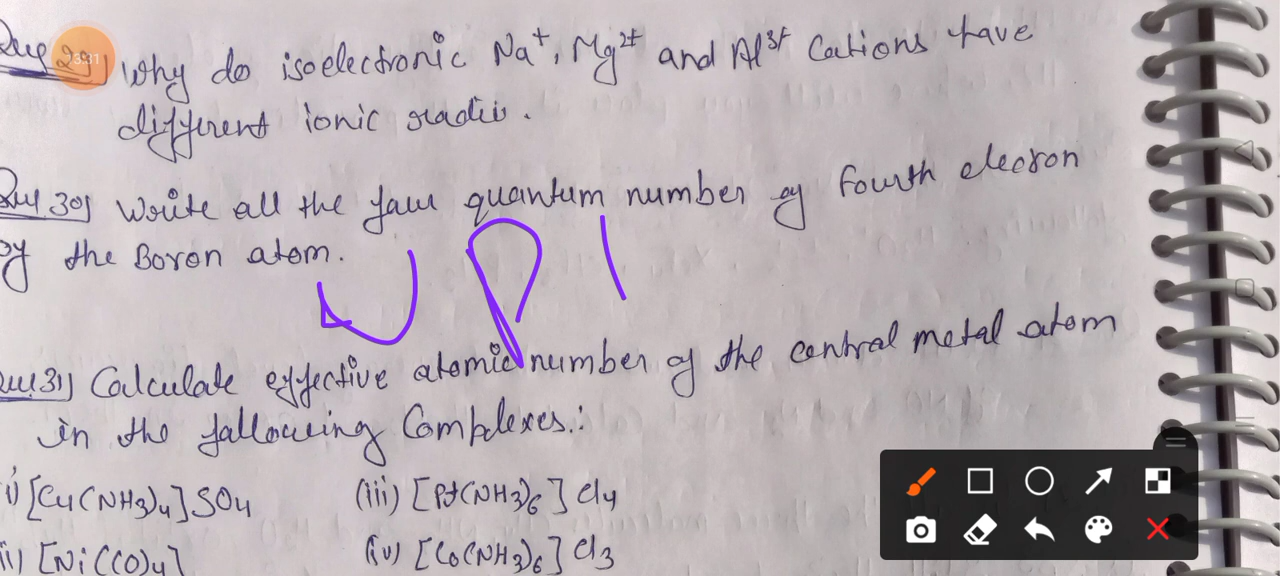 Que 29) Why do isoelectronic Na⁺, Mg²⁺ and Al³⁺ Cations have
different ionic radii.
Que 30) Write all the four quantum number of fourth elecron
of the Boron atom.
UPI
Que 31) Calculate effective atomic number of the central metal atom
in the following Complexes:
i) [Cu(NH3)4]SO4 (iii) [Pt(NH3)6] Cl4
ii) [Ni(CO)4] (iv) [Co(NH3)6] Cl3